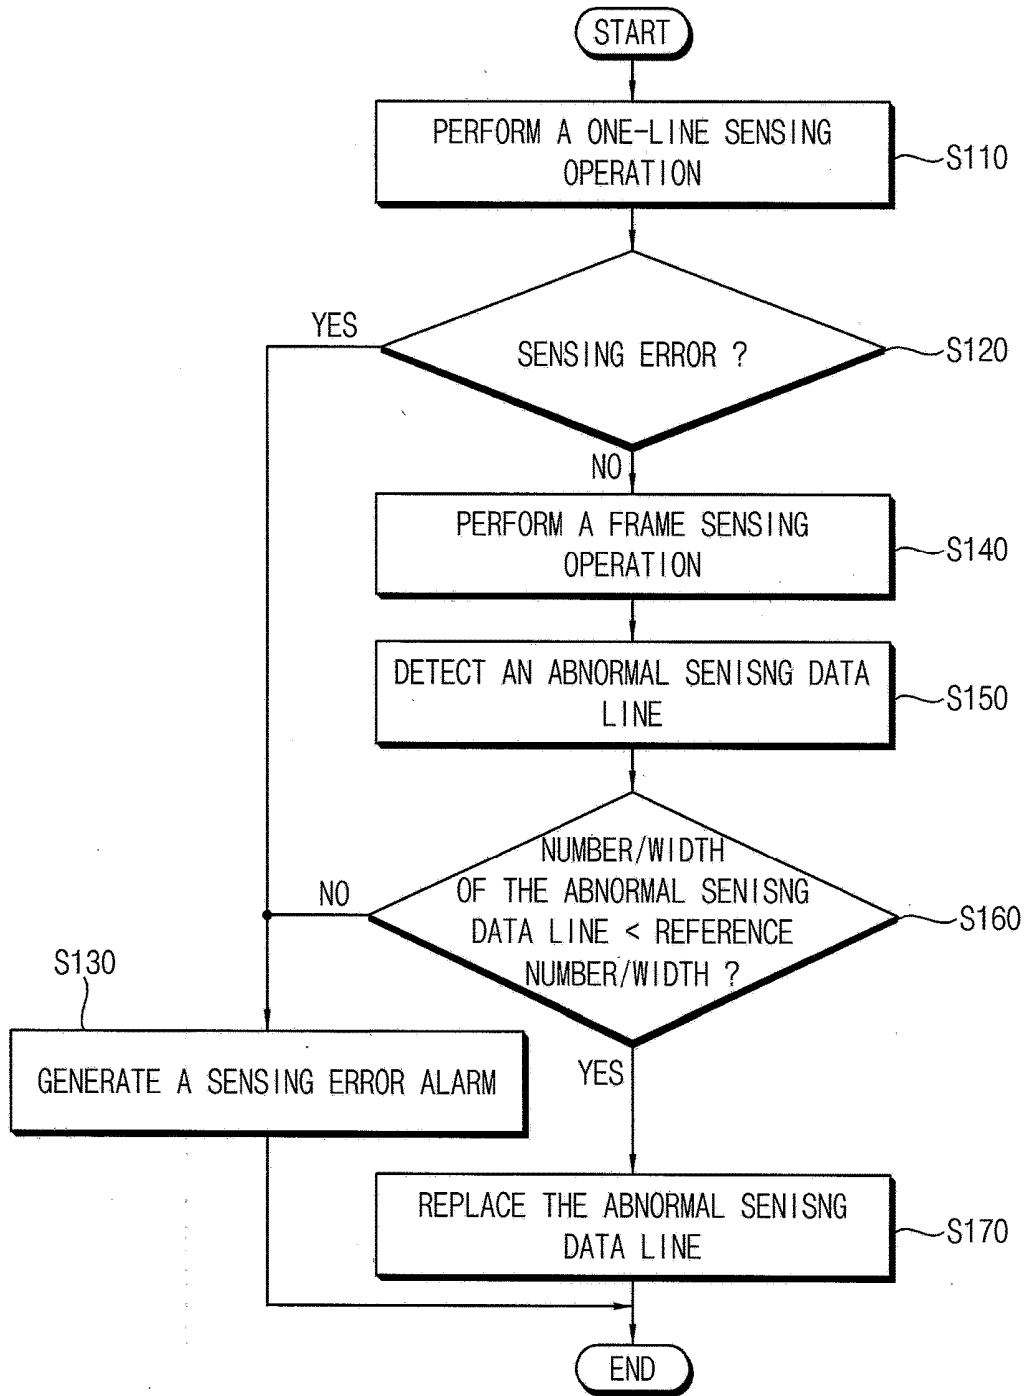 START
PERFORM A ONE-LINE SENSING
OPERATION
S110
YES
SENSING ERROR ?
S120
NO
PERFORM A FRAME SENSING
OPERATION
S140
DETECT AN ABNORMAL SENISNG DATA
LINE
S150
NUMBER/WIDTH
OF THE ABNORMAL SENISNG
DATA LINE < REFERENCE
NUMBER/WIDTH ?
NO
S160
S130
GENERATE A SENSING ERROR ALARM
YES
REPLACE THE ABNORMAL SENISNG
DATA LINE
S170
END